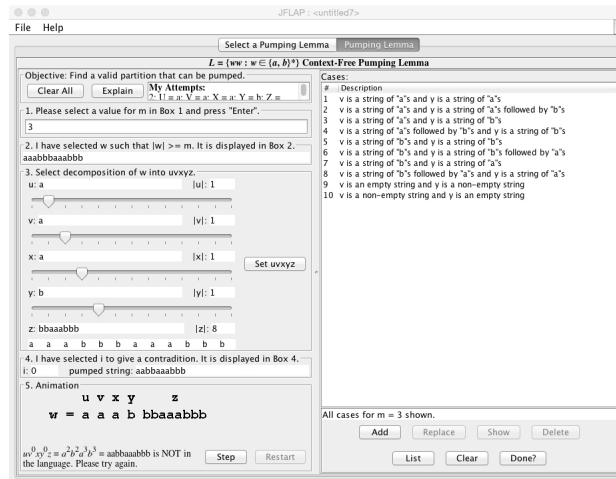 JFLAP : <untitled7>
File Help
Select a Pumping Lemma Pumping Lemma
L = {ww : w ∈ {a, b}*} Context-Free Pumping Lemma
Objective: Find a valid partition that can be pumped.
Clear All Explain My Attempts:
2: U = a; V = a; X = a; Y = b; Z =
1. Please select a value for m in Box 1 and press "Enter".
3
2. I have selected w such that |w| >= m. It is displayed in Box 2.
aaabbbaaabbb
3. Select decomposition of w into uvxyz.
u: a |u|: 1
v: a |v|: 1
x: a |x|: 1
Set uvxyz
y: b |y|: 1
z: bbaaabbb |z|: 8
a a a b b b a a a b b b
4. I have selected i to give a contradiction. It is displayed in Box 4.
i: 0 pumped string: aabbaaabbb
5. Animation
u v x y z
w = a a a b bbaaabbb
uv⁰xy⁰z = a²b²a³b³ = aabbaaabbb is NOT in
the language. Please try again.
Step Restart
Cases:
# Description
1 v is a string of "a"s and y is a string of "a"s
2 v is a string of "a"s and y is a string of "a"s followed by "b"s
3 v is a string of "a"s and y is a string of "b"s
4 v is a string of "a"s followed by "b"s and y is a string of "b"s
5 v is a string of "b"s and y is a string of "b"s
6 v is a string of "b"s and y is a string of "b"s followed by "a"s
7 v is a string of "b"s and y is a string of "a"s
8 v is a string of "b"s followed by "a"s and y is a string of "a"s
9 v is an empty string and y is a non-empty string
10 v is a non-empty string and y is an empty string
All cases for m = 3 shown.
Add Replace Show Delete
List Clear Done?